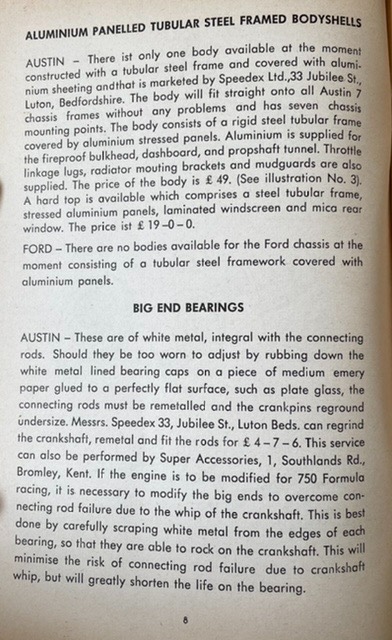 ALUMINIUM PANELLED TUBULAR STEEL FRAMED BODYSHELLS
AUSTIN – There ist only one body available at the moment
constructed with a tubular steel frame and covered with alumi-
nium sheeting andthat is marketed by Speedex Ltd.,33 Jubilee St.,
Luton, Bedfordshire. The body will fit straight onto all Austin 7
chassis frames without any problems and has seven chassis
mounting points. The body consists of a rigid steel tubular frame
covered by aluminium stressed panels. Aluminium is supplied for
the fireproof bulkhead, dashboard, and propshaft tunnel. Throttle
linkage lugs, radiator mouting brackets and mudguards are also
supplied. The price of the body is £ 49. (See illustration No. 3).
A hard top is available which comprises a steel tubular frame,
stressed aluminium panels, laminated windscreen and mica rear
window. The price ist £ 19–0–0.
FORD – There are no bodies available for the Ford chassis at the
moment consisting of a tubular steel framework covered with
aluminium panels.
BIG END BEARINGS
AUSTIN – These are of white metal, integral with the connecting
rods. Should they be too worn to adjust by rubbing down the
white metal lined bearing caps on a piece of medium emery
paper glued to a perfectly flat surface, such as plate glass, the
connecting rods must be remetalled and the crankpins reground
undersize. Messrs. Speedex 33, Jubilee St., Luton Beds. can regrind
the crankshaft, remetal and fit the rods for £ 4–7–6. This service
can also be performed by Super Accessories, 1, Southlands Rd.,
Bromley, Kent. If the engine is to be modified for 750 Formula
racing, it is necessary to modify the big ends to overcome con-
necting rod failure due to the whip of the crankshaft. This is best
done by carefully scraping white metal from the edges of each
bearing, so that they are able to rock on the crankshaft. This will
minimise the risk of connecting rod failure due to crankshaft
whip, but will greatly shorten the life on the bearing.
8